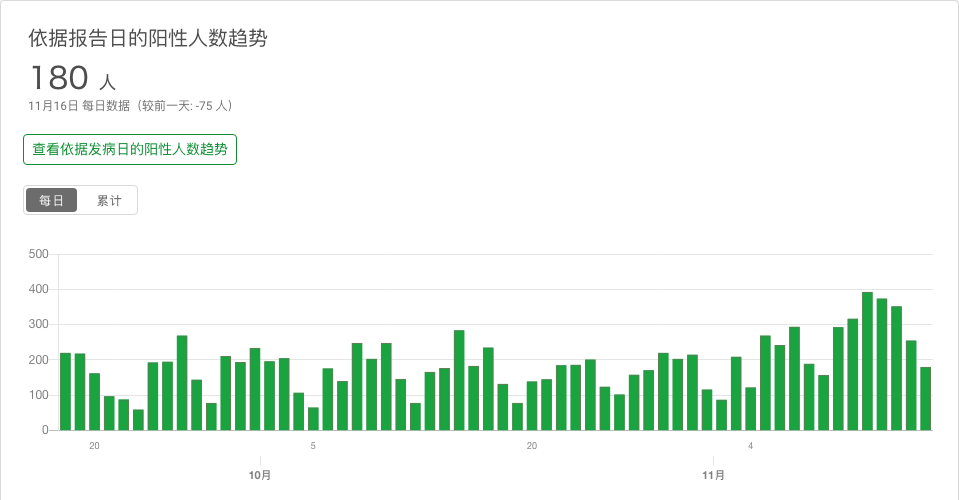 依据报告日的阳性人数趋势
180 人
11月16日 每日数据（较前一天: -75 人）
查看依据发病日的阳性人数趋势
每日 累计
500
400
300
200
100
0
20 5 20 4
10月 11月